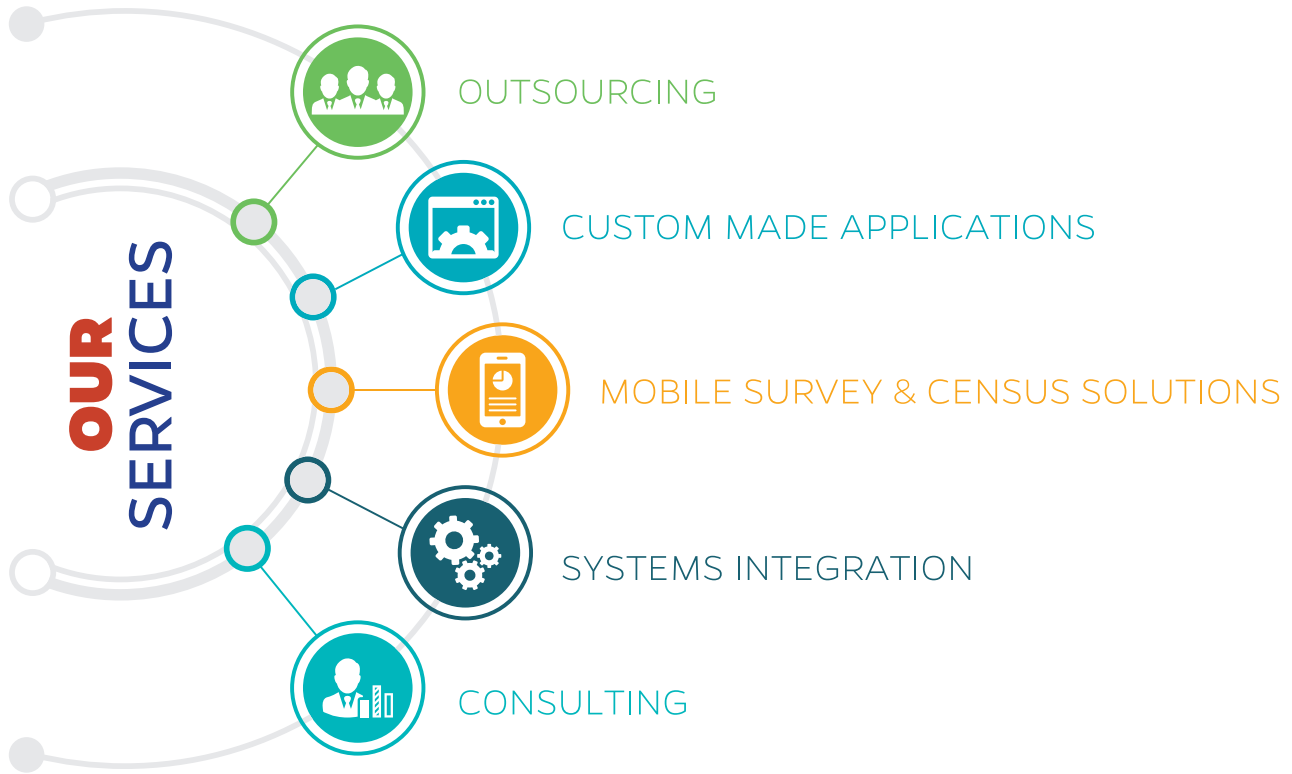 OUR
SERVICES
OUTSOURCING
CUSTOM MADE APPLICATIONS
MOBILE SURVEY & CENSUS SOLUTIONS
SYSTEMS INTEGRATION
CONSULTING